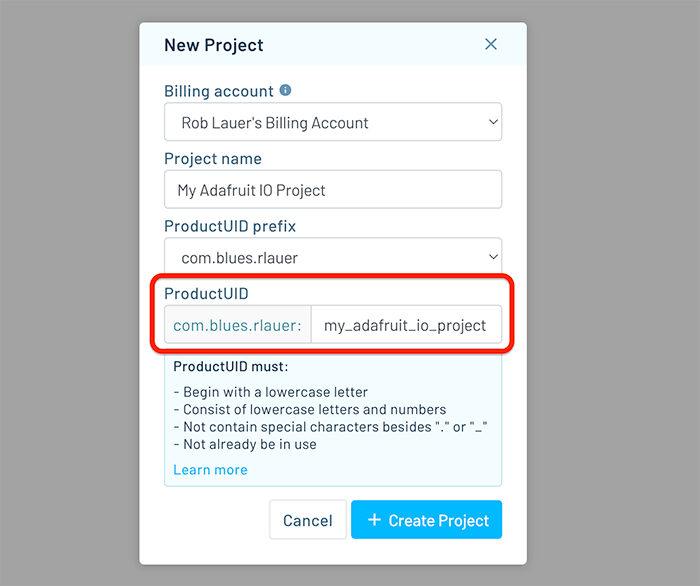 New Project
Billing account
Rob Lauer's Billing Account
Project name
My Adafruit IO Project
ProductUID prefix
com.blues.rlauer
ProductUID
com.blues.rlauer: my_adafruit_io_project
ProductUID must:
- Begin with a lowercase letter
- Consist of lowercase letters and numbers
- Not contain special characters besides "." or "_"
- Not already be in use
Learn more
Cancel + Create Project